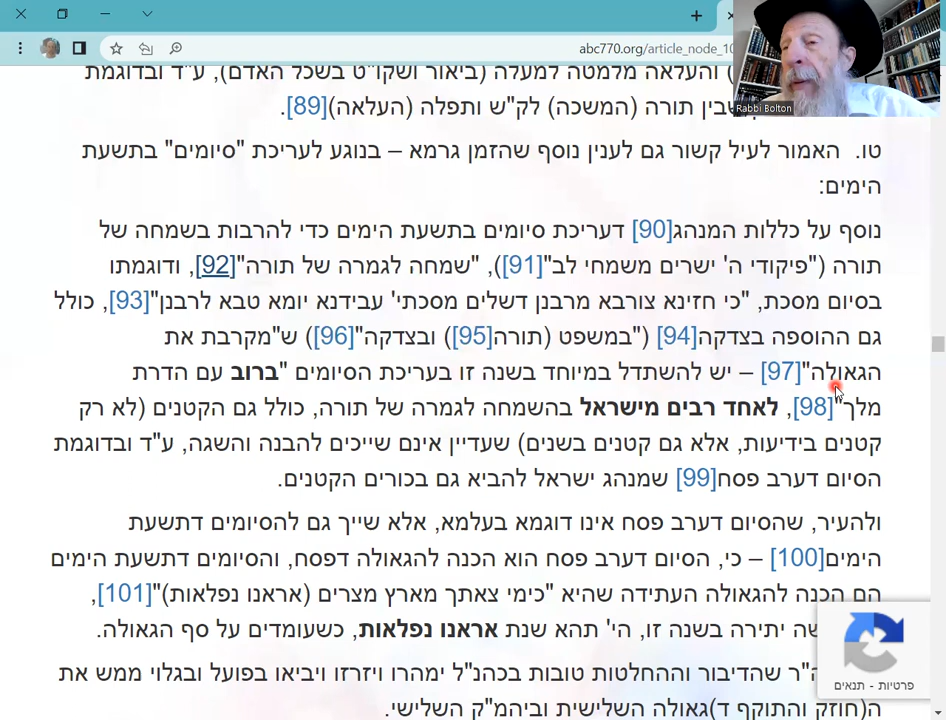 abc770.org/article_node_10
Rabbi Bolton
) והעלאה מלמטה למעלה (ביאור ושקו"ט בשכל האדם), ע"ד ובדוגמת
שבין תורה (המשכה) לק"ש ותפלה (העלאה)[89].
טו. האמור לעיל קשור גם לענין נוסף שהזמן גרמא – בנוגע לעריכת "סיומים" בתשעת
הימים:
נוסף על כללות המנהג[90] דעריכת סיומים בתשעת הימים כדי להרבות בשמחה של
תורה ("פיקודי ה' ישרים משמחי לב"[91]), "שמחה לגמרה של תורה"[92], ודוגמתו
בסיום מסכת, "כי חזינא צורבא מרבנן דשלים מסכתי' עבידנא יומא טבא לרבנן"[93], כולל
גם ההוספה בצדקה[94] ("במשפט (תורה[95]) ובצדקה"[96]) ש"מקרבת את
הגאולה"[97] – יש להשתדל במיוחד בשנה זו בעריכת הסיומים "ברוב עם הדרת
מלך"[98], לאחד רבים מישראל בהשמחה לגמרה של תורה, כולל גם הקטנים (לא רק
קטנים בידיעות, אלא גם קטנים בשנים) שעדיין אינם שייכים להבנה והשגה, ע"ד ובדוגמת
הסיום דערב פסח[99] שמנהג ישראל להביא גם בכורים הקטנים.
ולהעיר, שהסיום דערב פסח אינו דוגמא בעלמא, אלא שייך גם להסיומים דתשעת
הימים[100] – כי, הסיום דערב פסח הוא הכנה להגאולה דפסח, והסיומים דתשעת הימים
הם הכנה להגאולה העתידה שהיא "כימי צאתך מארץ מצרים (אראנו נפלאות)"[101],
שה יתירה בשנה זו, הי' תהא שנת אראנו נפלאות, כשעומדים על סף הגאולה.
ה"ר שהדיבור וההחלטות טובות בכהנ"ל ימהרו ויזרזו ויביאו בפועל ובגלוי ממש את
ה(חוזק והתוקף ד)גאולה השלישית וביהמ"ק השלישי.
פרטיות - תנאים